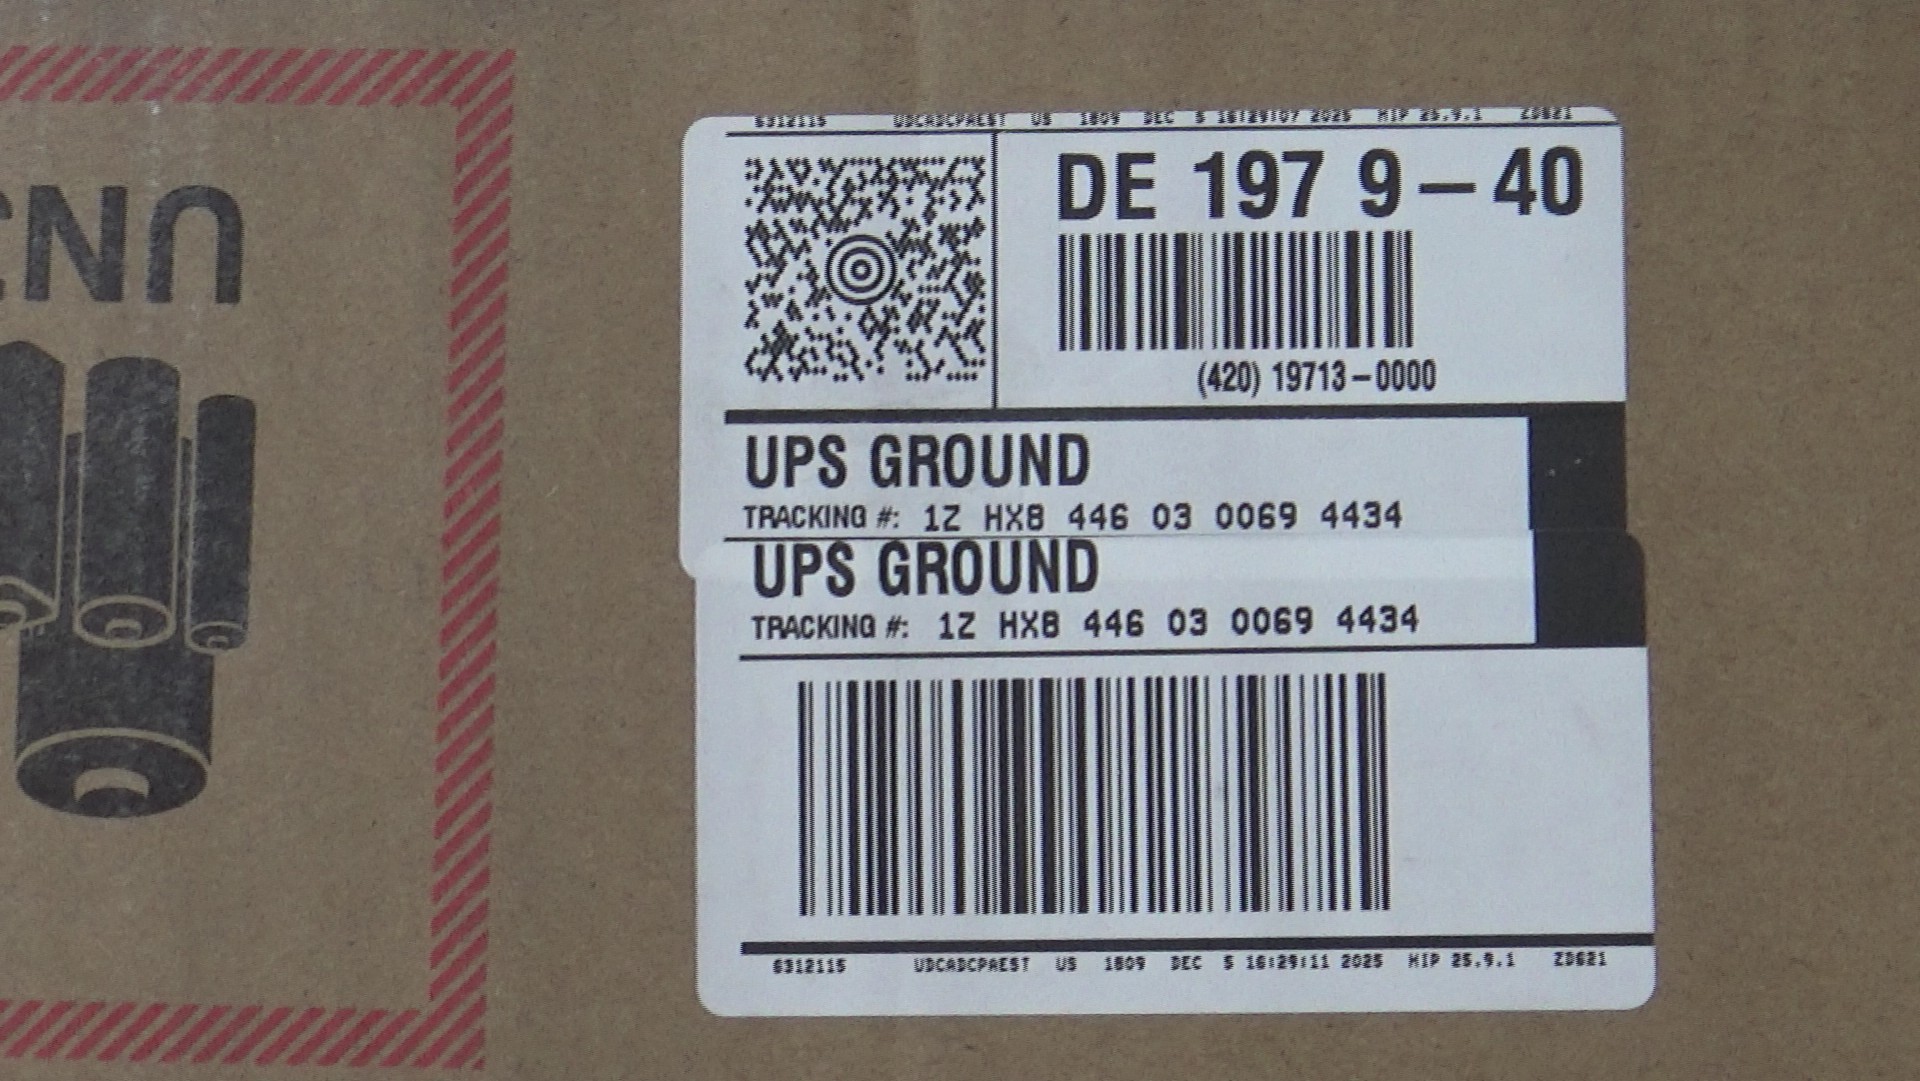 6312115 UDCADCPAEST US 1809 DEC 5 16:29:07 2025 HIP 25.9.1 ZD621
DE 197 9-40
(420) 19713-0000
UPS GROUND
TRACKING #: 1Z HX8 446 03 0069 4434
UPS GROUND
TRACKING #: 1Z HX8 446 03 0069 4434
6312115 UDCADCPAEST US 1809 DEC 5 16:29:11 2025 HIP 25.9.1 ZD621